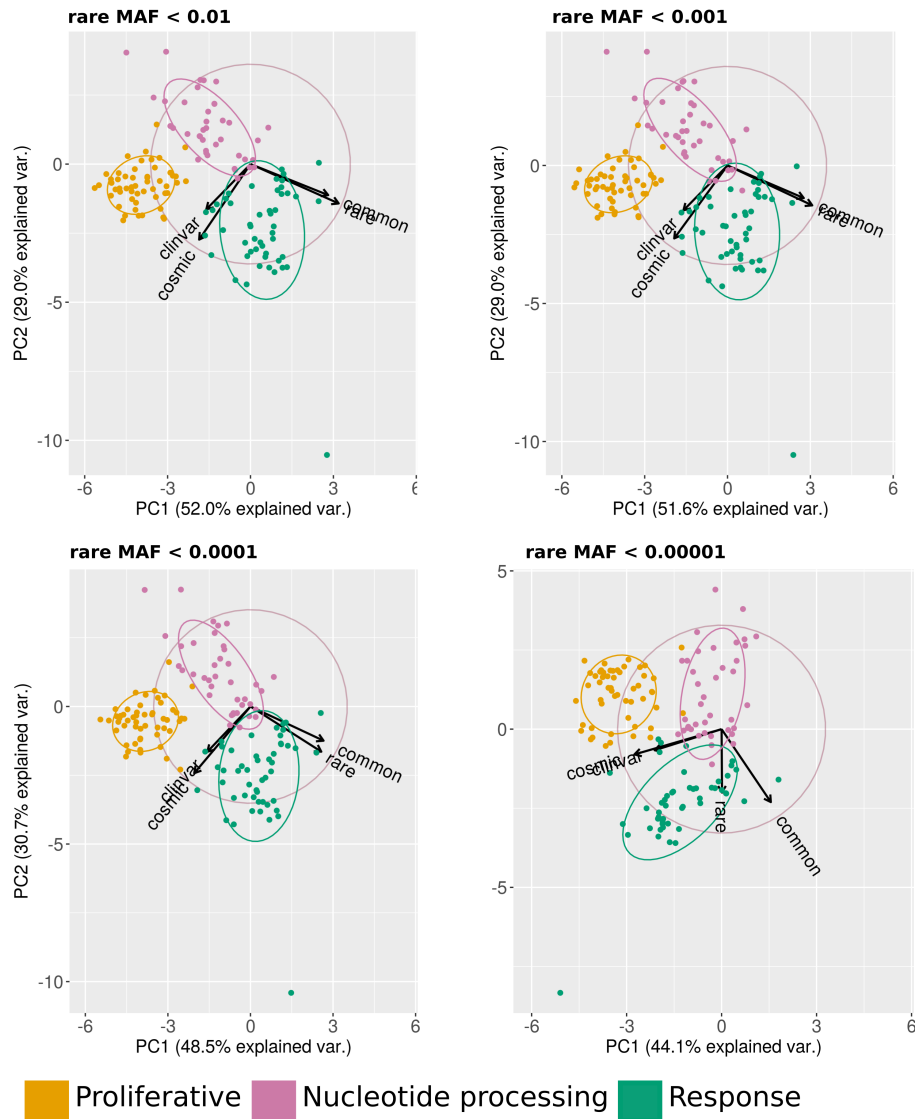 rare MAF < 0.01
PC2 (29.0% explained var.)
0
-5
-10
clinvar
cosmic
common
rare
-6
-3
0
3
6
PC1 (52.0% explained var.)
rare MAF < 0.001
PC2 (29.0% explained var.)
0
-5
-10
clinvar
cosmic
common
rare
-6
-3
0
3
6
PC1 (51.6% explained var.)
rare MAF < 0.0001
PC2 (30.7% explained var.)
0
-5
-10
clinvar
cosmic
common
rare
-6
-3
0
3
6
PC1 (48.5% explained var.)
rare MAF < 0.00001
5
0
-5
cosmic
clinvar
rare
common
-6
-3
0
3
6
PC1 (44.1% explained var.)
Proliferative
Nucleotide processing
Response